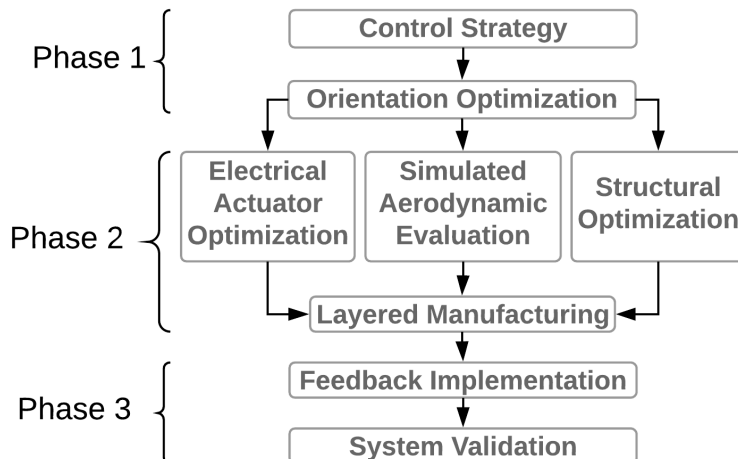 Control Strategy
Phase 1
Orientation Optimization
Electrical
Actuator
Optimization
Simulated
Aerodynamic
Evaluation
Structural
Optimization
Phase 2
Layered Manufacturing
Feedback Implementation
Phase 3
System Validation